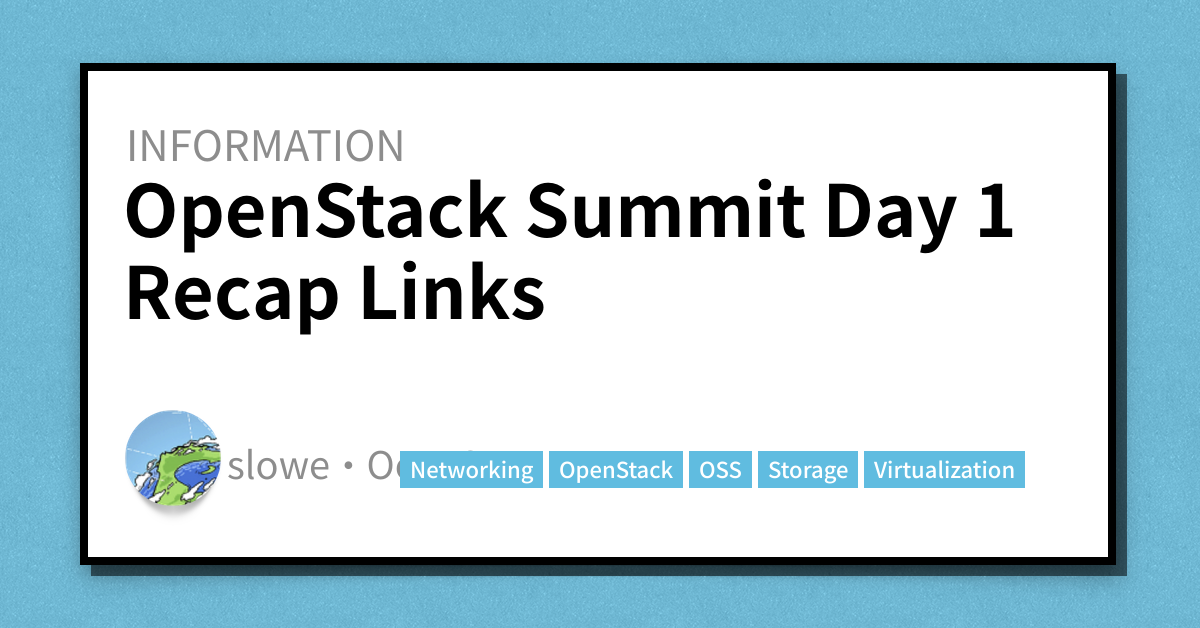 INFORMATION
OpenStack Summit Day 1
Recap Links
slowe •
Networking OpenStack OSS Storage Virtualization